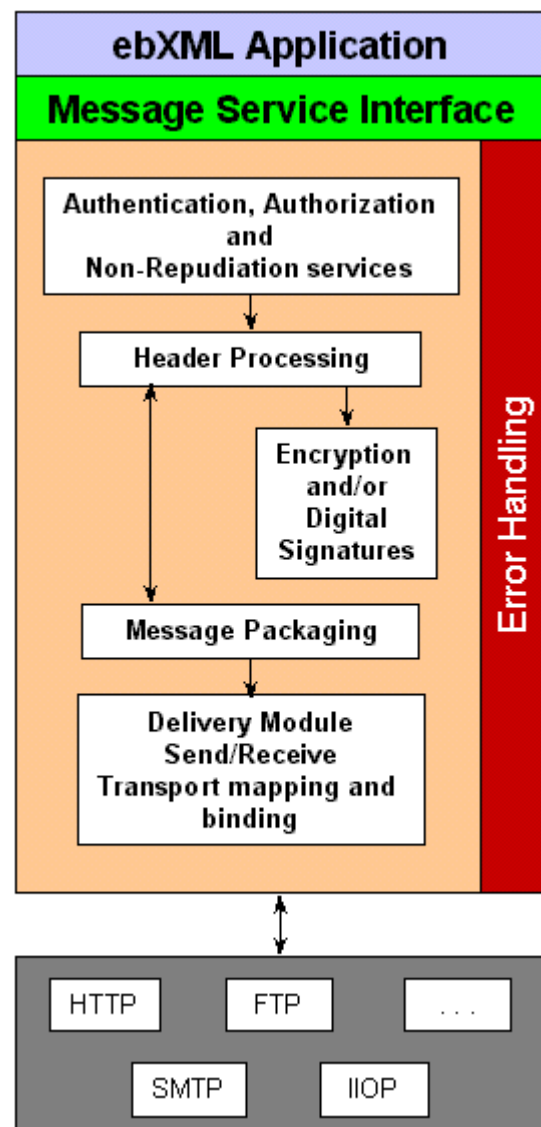 ebXML Application
Message Service Interface
Authentication, Authorization
and
Non-Repudiation services
Header Processing
Encryption
and/or
Digital
Signatures
Message Packaging
Delivery Module
Send/Receive
Transport mapping and
binding
Error Handling
HTTP
FTP
. . .
SMTP
IIOP